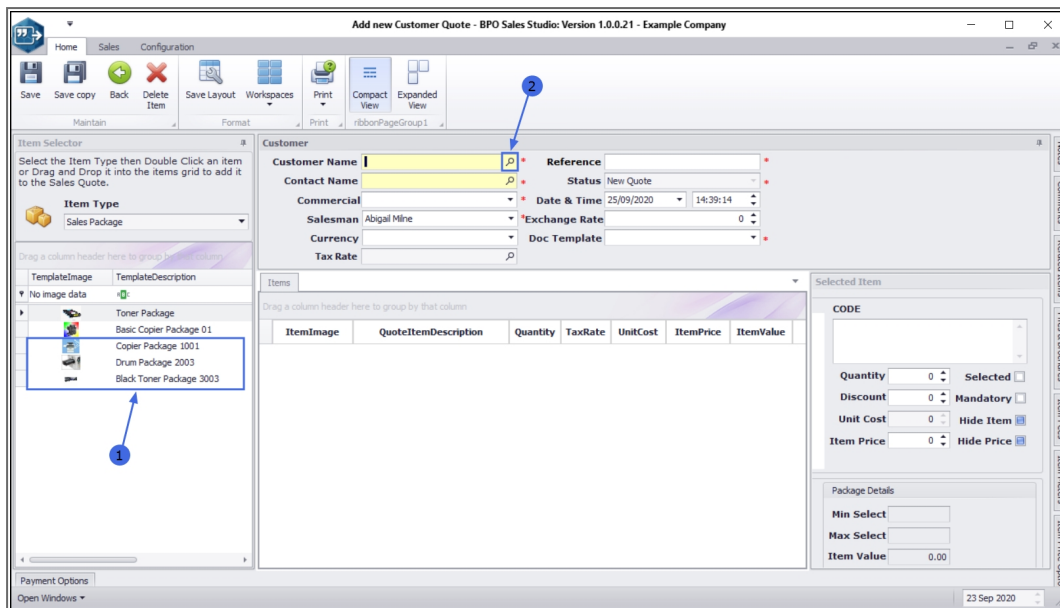 Add new Customer Quote - BPO Sales Studio: Version 1.0.0.21 - Example Company
Home Sales Configuration
Save Save copy Back Delete Item Save Layout Workspaces Print Compact View Expanded View
Maintain Format Print ribbonPageGroup1
2
Item Selector
Select the Item Type then Double Click an item
or Drag and Drop it into the items grid to add it
to the Sales Quote.
Item Type
Sales Package
Drag a column header here to group by that column
TemplateImage TemplateDescription
No image data
Toner Package
Basic Copier Package 01
Copier Package 1001
Drum Package 2003
Black Toner Package 3003
1
Customer
Customer Name * Reference *
Contact Name * Status New Quote *
Commercial * Date & Time 25/09/2020 14:39:14
Salesman Abigail Milne * Exchange Rate 0
Currency Doc Template *
Tax Rate
Items
Drag a column header here to group by that column
ItemImage QuoteItemDescription Quantity TaxRate UnitCost ItemPrice ItemValue
Selected Item
CODE
Quantity 0 Selected
Discount 0 Mandatory
Unit Cost 0 Hide Item
Item Price 0 Hide Price
Package Details
Min Select
Max Select
Item Value 0.00
Payment Options
Open Windows 23 Sep 2020